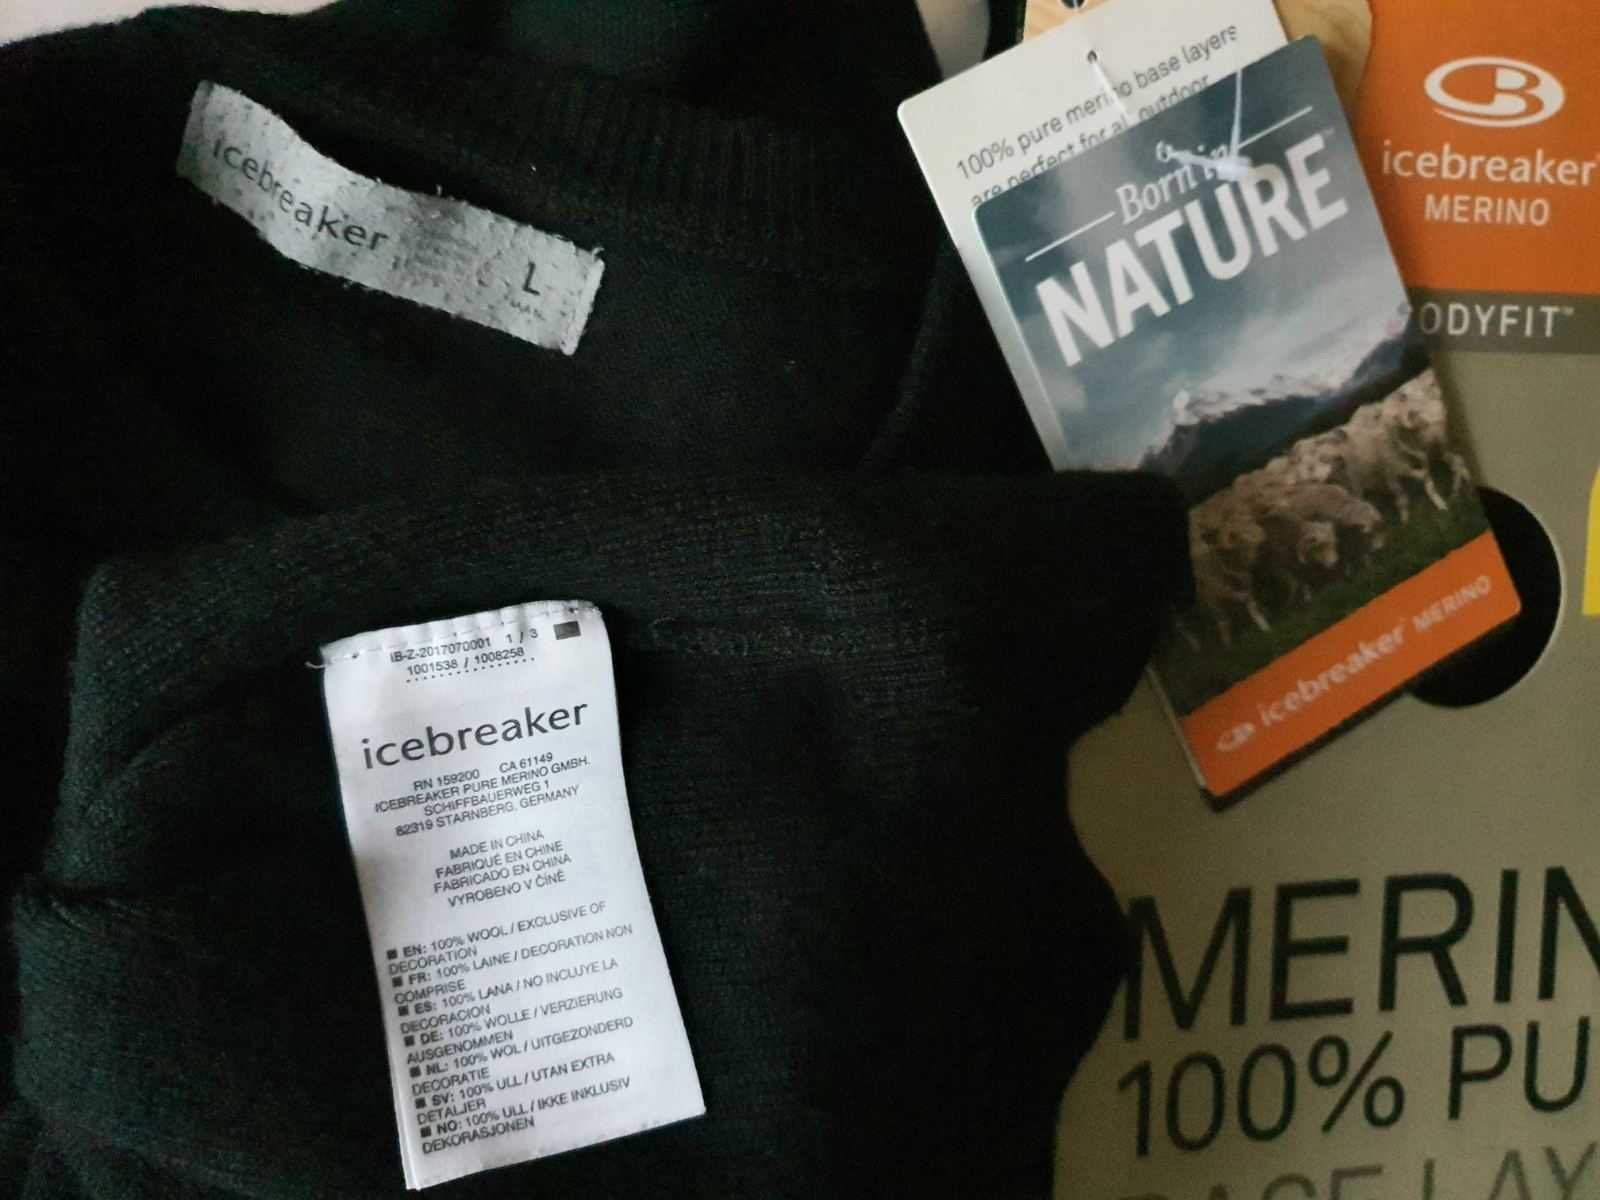 icebreaker
L
100% pure merino base layers
are perfect for all outdoor
Born in
NATURE
icebreaker MERINO
icebreaker
MERINO
ODYFIT™
MERIN
100% PU
BASE LAY
IB-Z-2017070001 1 / 3
1001538 / 1008258
icebreaker
RN 159200 CA 61149
ICEBREAKER PURE MERINO GMBH.
SCHIFFBAUERWEG 1
82319 STARNBERG, GERMANY
MADE IN CHINA
FABRIQUÉ EN CHINE
FABRICADO EN CHINA
VYROBENO V ČÍNĚ
EN: 100% WOOL / EXCLUSIVE OF
DECORATION
FR: 100% LAINE / DECORATION NON
COMPRISE
ES: 100% LANA / NO INCLUYE LA
DECORACION
DE: 100% WOLLE / VERZIERUNG
AUSGENOMMEN
NL: 100% WOL / UITGEZONDERD
DECORATIE
SV: 100% ULL / UTAN EXTRA
DETALJER
NO: 100% ULL / IKKE INKLUSIV
DEKORASJONEN